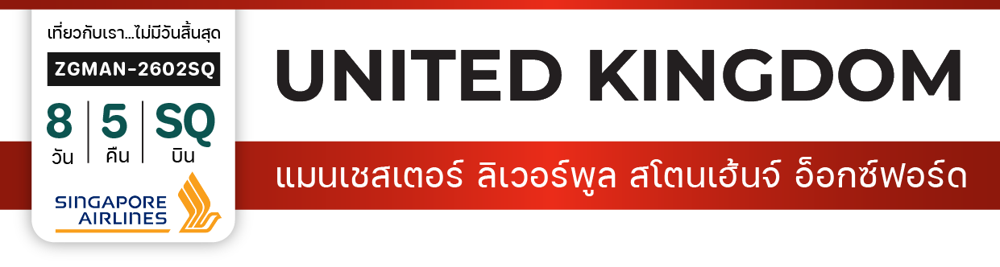 เที่ยวกับเรา...ไม่มีวันสิ้นสุด
ZGMAN-2602SQ
8 5 SQ
วัน คืน บิน
SINGAPORE
AIRLINES
UNITED KINGDOM
แมนเชสเตอร์ ลิเวอร์พูล สโตนเฮ้นจ์ อ็อกซ์ฟอร์ด